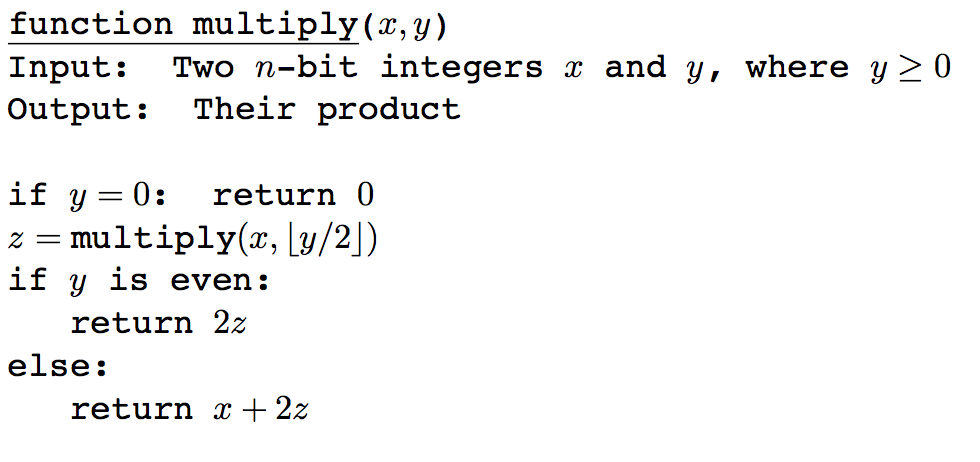 function multiply(x, y)
Input: Two n-bit integers x and y, where y ≥ 0
Output: Their product
if y = 0: return 0
z = multiply(x, ⌊y/2⌋)
if y is even:
return 2z
else:
return x + 2z